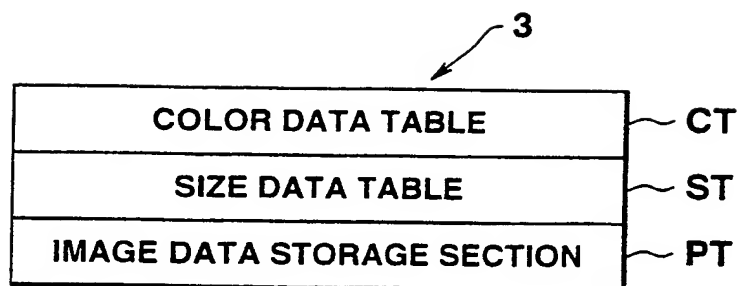 3
COLOR DATA TABLE CT
SIZE DATA TABLE ST
IMAGE DATA STORAGE SECTION PT